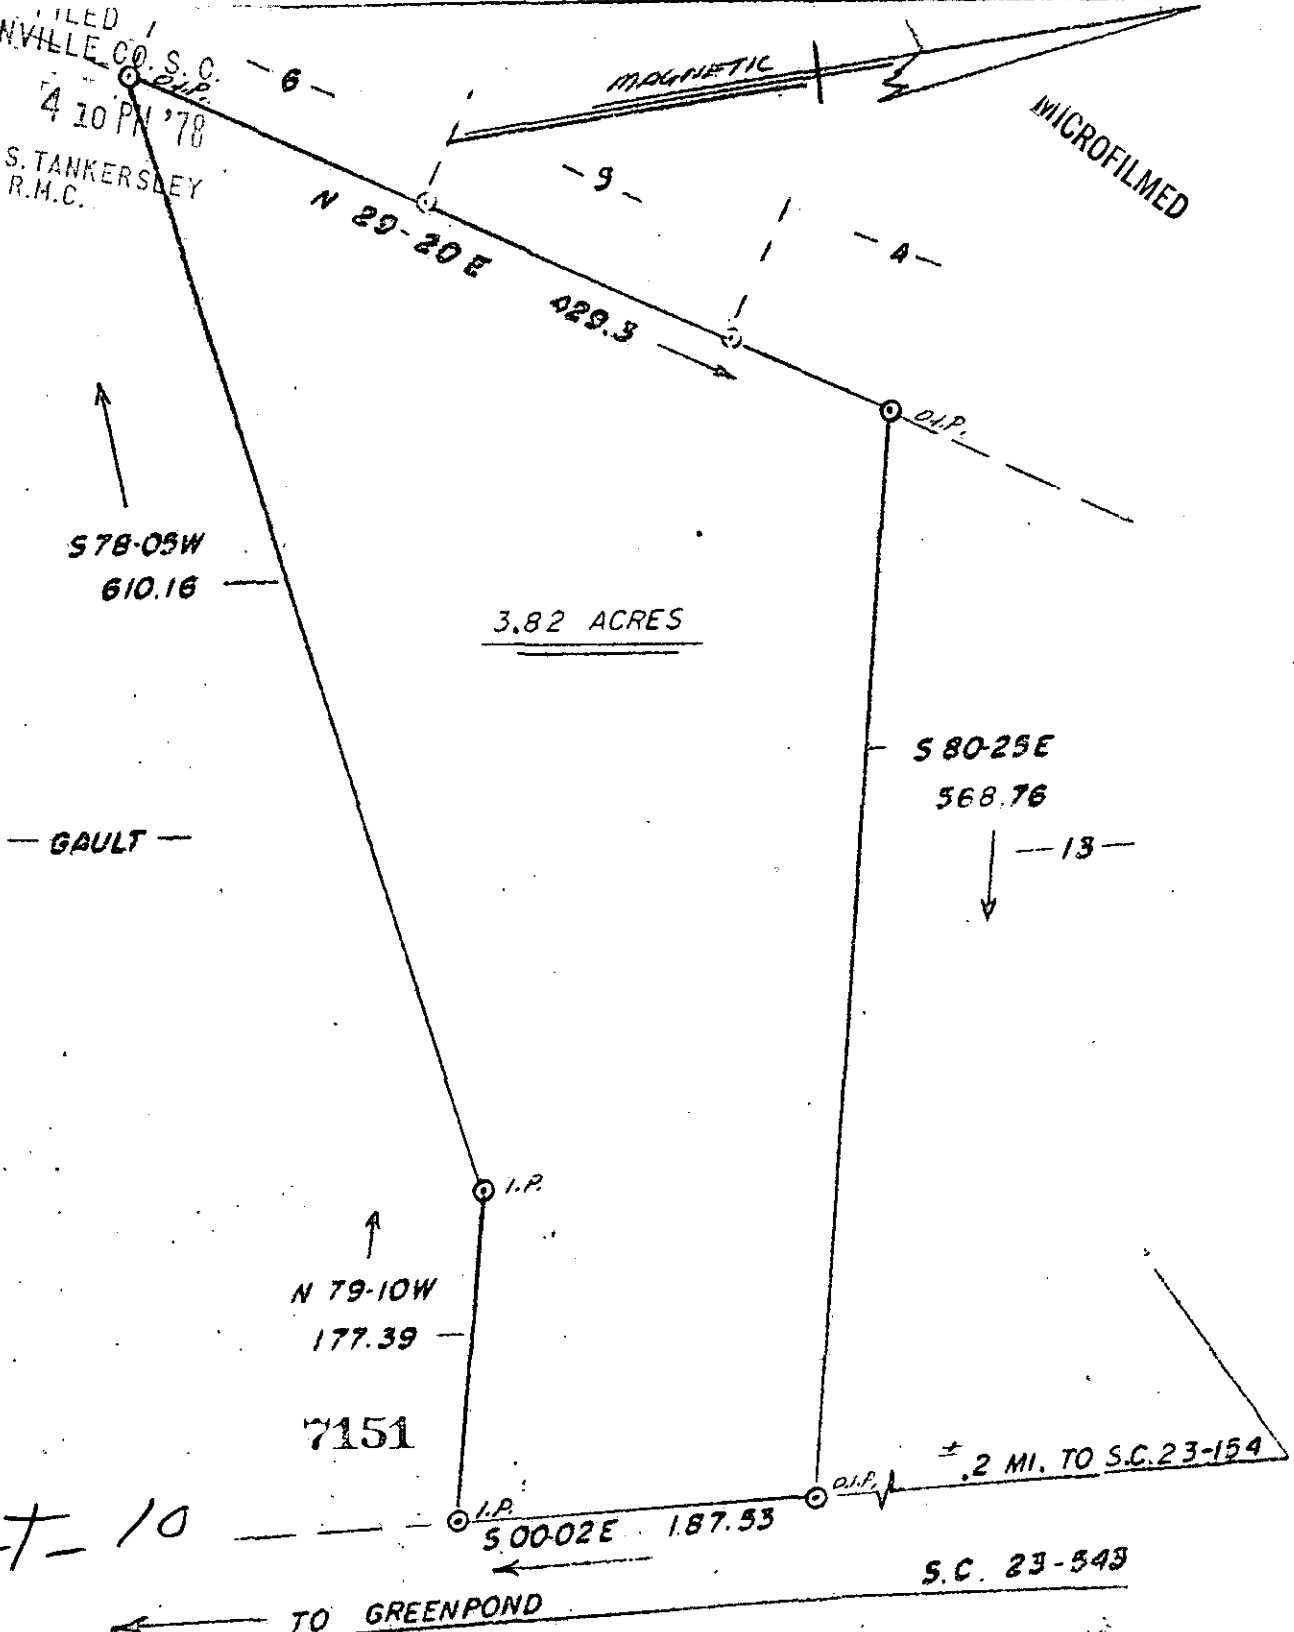 FILED
NVILLE CO. S. C.
4 10 PM '78
S. TANKERSLEY
R.M.C.
O.I.P.
6
MAGNETIC
MICROFILMED
9
4
N 29-20 E
429.3
O.I.P.
S 78-05W
610.16
3.82 ACRES
S 80-25E
568.76
13
GAULT
I.P.
N 79-10W
177.39
7151
± .2 MI. TO S.C. 23-154
O.I.P.
I.P.
10
S 00-02 E 187.53
S.C. 23-543
TO GREENPOND